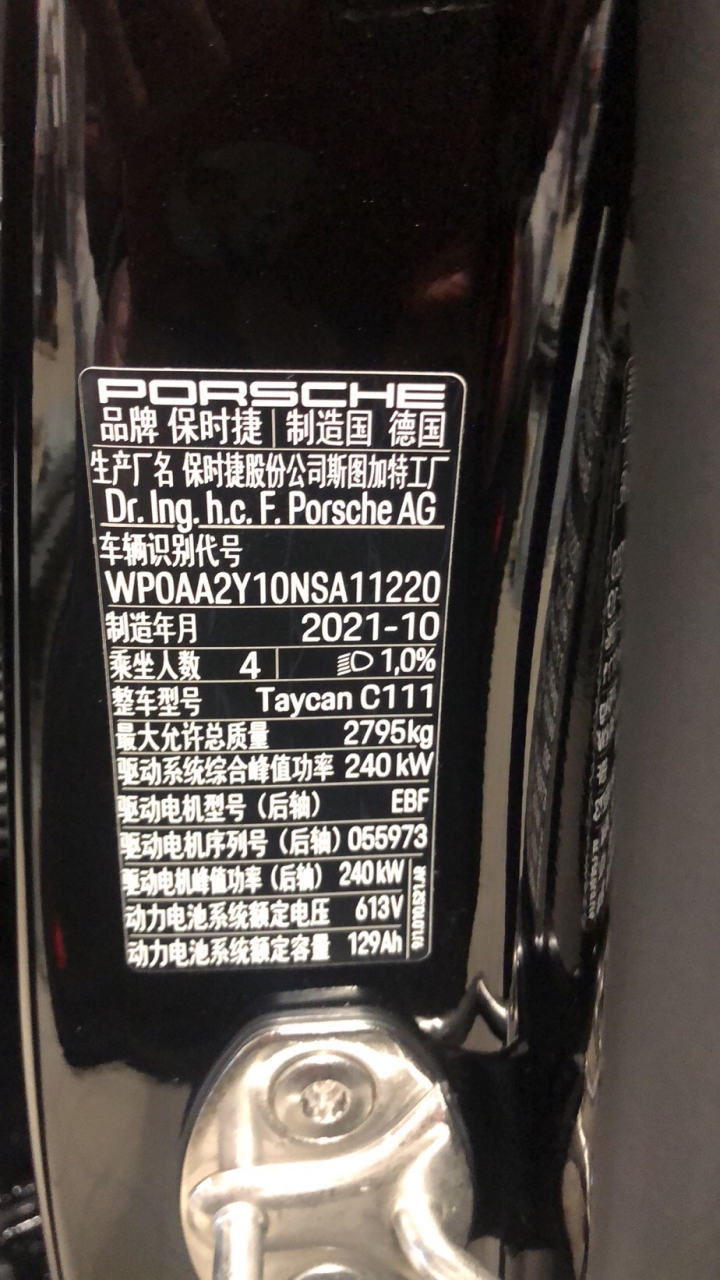 PORSCHE
品牌 保时捷 制造国 德国
生产厂名 保时捷股份公司斯图加特工厂
Dr. Ing. h.c. F. Porsche AG
车辆识别代号
WP0AA2Y10NSA11220
制造年月 2021-10
乘坐人数 4 1,0%
整车型号 Taycan C111
最大允许总质量 2795kg
驱动系统综合峰值功率 240 kW
驱动电机型号（后轴） EBF
驱动电机序列号（后轴） 055973
驱动电机峰值功率（后轴） 240 kW
动力电池系统额定电压 613V
动力电池系统额定容量 129Ah